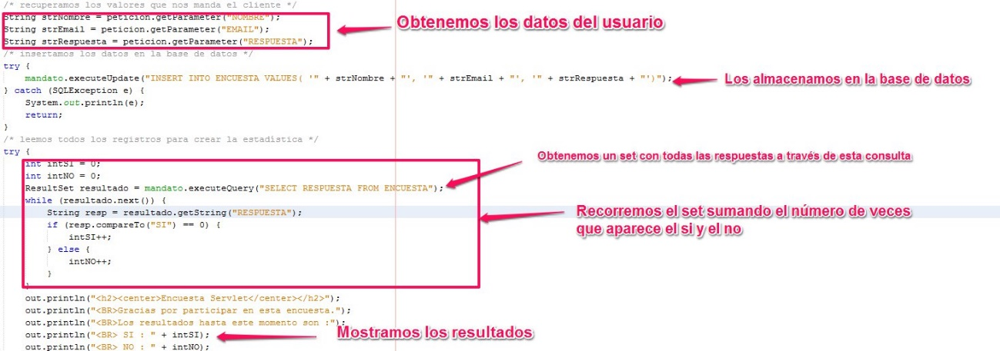 /* recuperamos los valores que nos manda el cliente */
String strNombre = peticion.getParameter("NOMBRE");
String strEmail = peticion.getParameter("EMAIL");
String strRespuesta = peticion.getParameter("RESPUESTA");
Obtenemos los datos del usuario
/* insertamos los datos en la base de datos */
try {
mandato.executeUpdate("INSERT INTO ENCUESTA VALUES( '" + strNombre + "', '" + strEmail + "', '" + strRespuesta + "')");
Los almacenamos en la base de datos
} catch (SQLException e) {
System.out.println(e);
return;
}
/* leemos todos los registros para crear la estadística */
try {
int intSI = 0;
int intNO = 0;
Obtenemos un set con todas las respuestas a través de esta consulta
ResultSet resultado = mandato.executeQuery("SELECT RESPUESTA FROM ENCUESTA");
while (resultado.next()) {
String resp = resultado.getString("RESPUESTA");
if (resp.compareTo("SI") == 0) {
intSI++;
} else {
intNO++;
}
}
Recorremos el set sumando el número de veces
que aparece el si y el no
out.println("<h2><center>Encuesta Servlet</center></h2>");
out.println("<BR>Gracias por participar en esta encuesta.");
out.println("<BR>Los resultados hasta este momento son :");
out.println("<BR> SI : " + intSI);
Mostramos los resultados
out.println("<BR> NO : " + intNO);